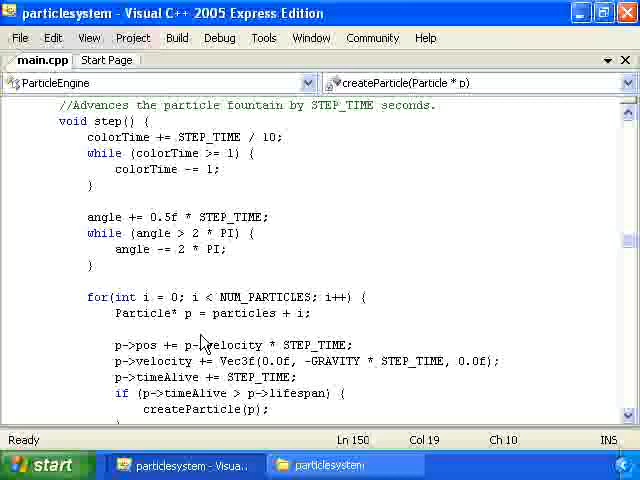 particlesystem - Visual C++ 2005 Express Edition
File Edit View Project Build Debug Tools Window Community Help
main.cpp Start Page
ParticleEngine createParticle(Particle * p)
//Advances the particle fountain by STEP_TIME seconds.
void step() {
colorTime += STEP_TIME / 10;
while (colorTime >= 1) {
colorTime -= 1;
}
angle += 0.5f * STEP_TIME;
while (angle > 2 * PI) {
angle -= 2 * PI;
}
for(int i = 0; i < NUM_PARTICLES; i++) {
Particle* p = particles + i;
p->pos += p->velocity * STEP_TIME;
p->velocity += Vec3f(0.0f, -GRAVITY * STEP_TIME, 0.0f);
p->timeAlive += STEP_TIME;
if (p->timeAlive > p->lifespan) {
createParticle(p);
Ready Ln 150 Col 19 Ch 10 INS
start particlesystem - Visua... particlesystem